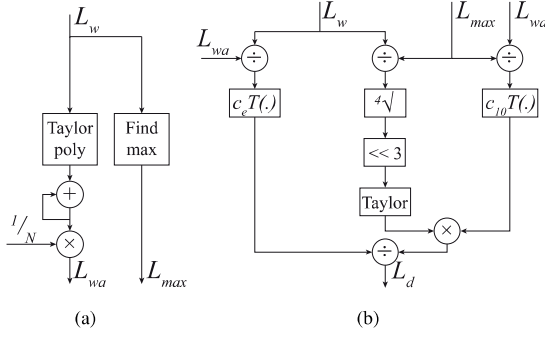 L_w
Taylor poly
Find max
+
1/N
×
L_wa
L_max
(a)
L_w
L_max
L_wa
L_wa
÷
÷
÷
c_e T(.)
⁴√
c_10 T(.)
<< 3
Taylor
×
÷
L_d
(b)